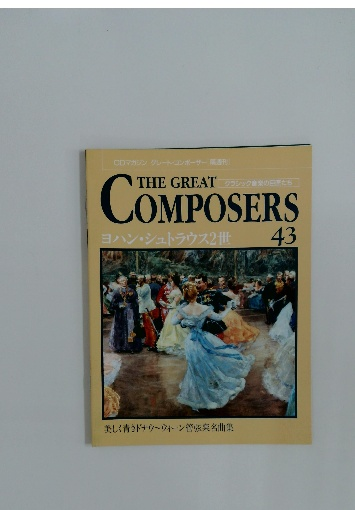 CDマガジン グレート・コンポーザー 隔週刊
THE GREAT
クラシック音楽の巨匠たち
COMPOSERS
ヨハン・シュトラウス2世 43
美しく青きドナウ〜ウィーン管弦楽名曲集